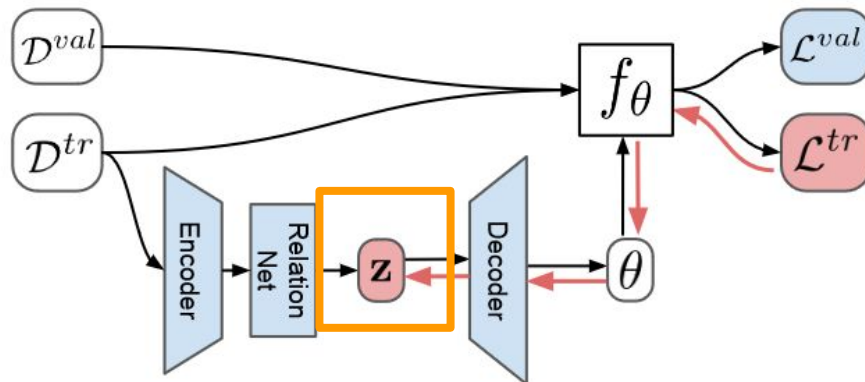 𝒟^{val}
𝒟^{tr}
f_θ
ℒ^{val}
ℒ^{tr}
Encoder
Relation
Net
z
Decoder
θ